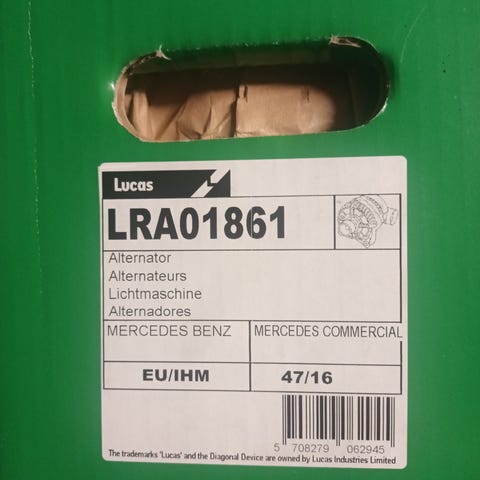 Lucas
LRA01861
Alternator
Alternateurs
Lichtmaschine
Alternadores
MERCEDES BENZ MERCEDES COMMERCIAL
EU/IHM 47/16
5 708279 062945
The trademarks 'Lucas' and the Diagonal Device are owned by Lucas Industries Limited